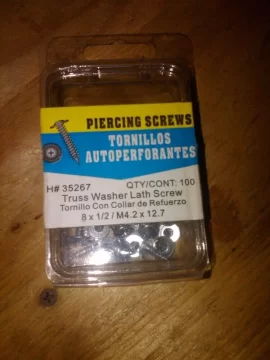 PIERCING SCREWS
TORNILLOS
AUTOPERFORANTES
H# 35267 QTY/CONT: 100
Truss Washer Lath Screw
Tornillo Con Collar de Refuerzo
8 x 1/2 / M4.2 x 12.7